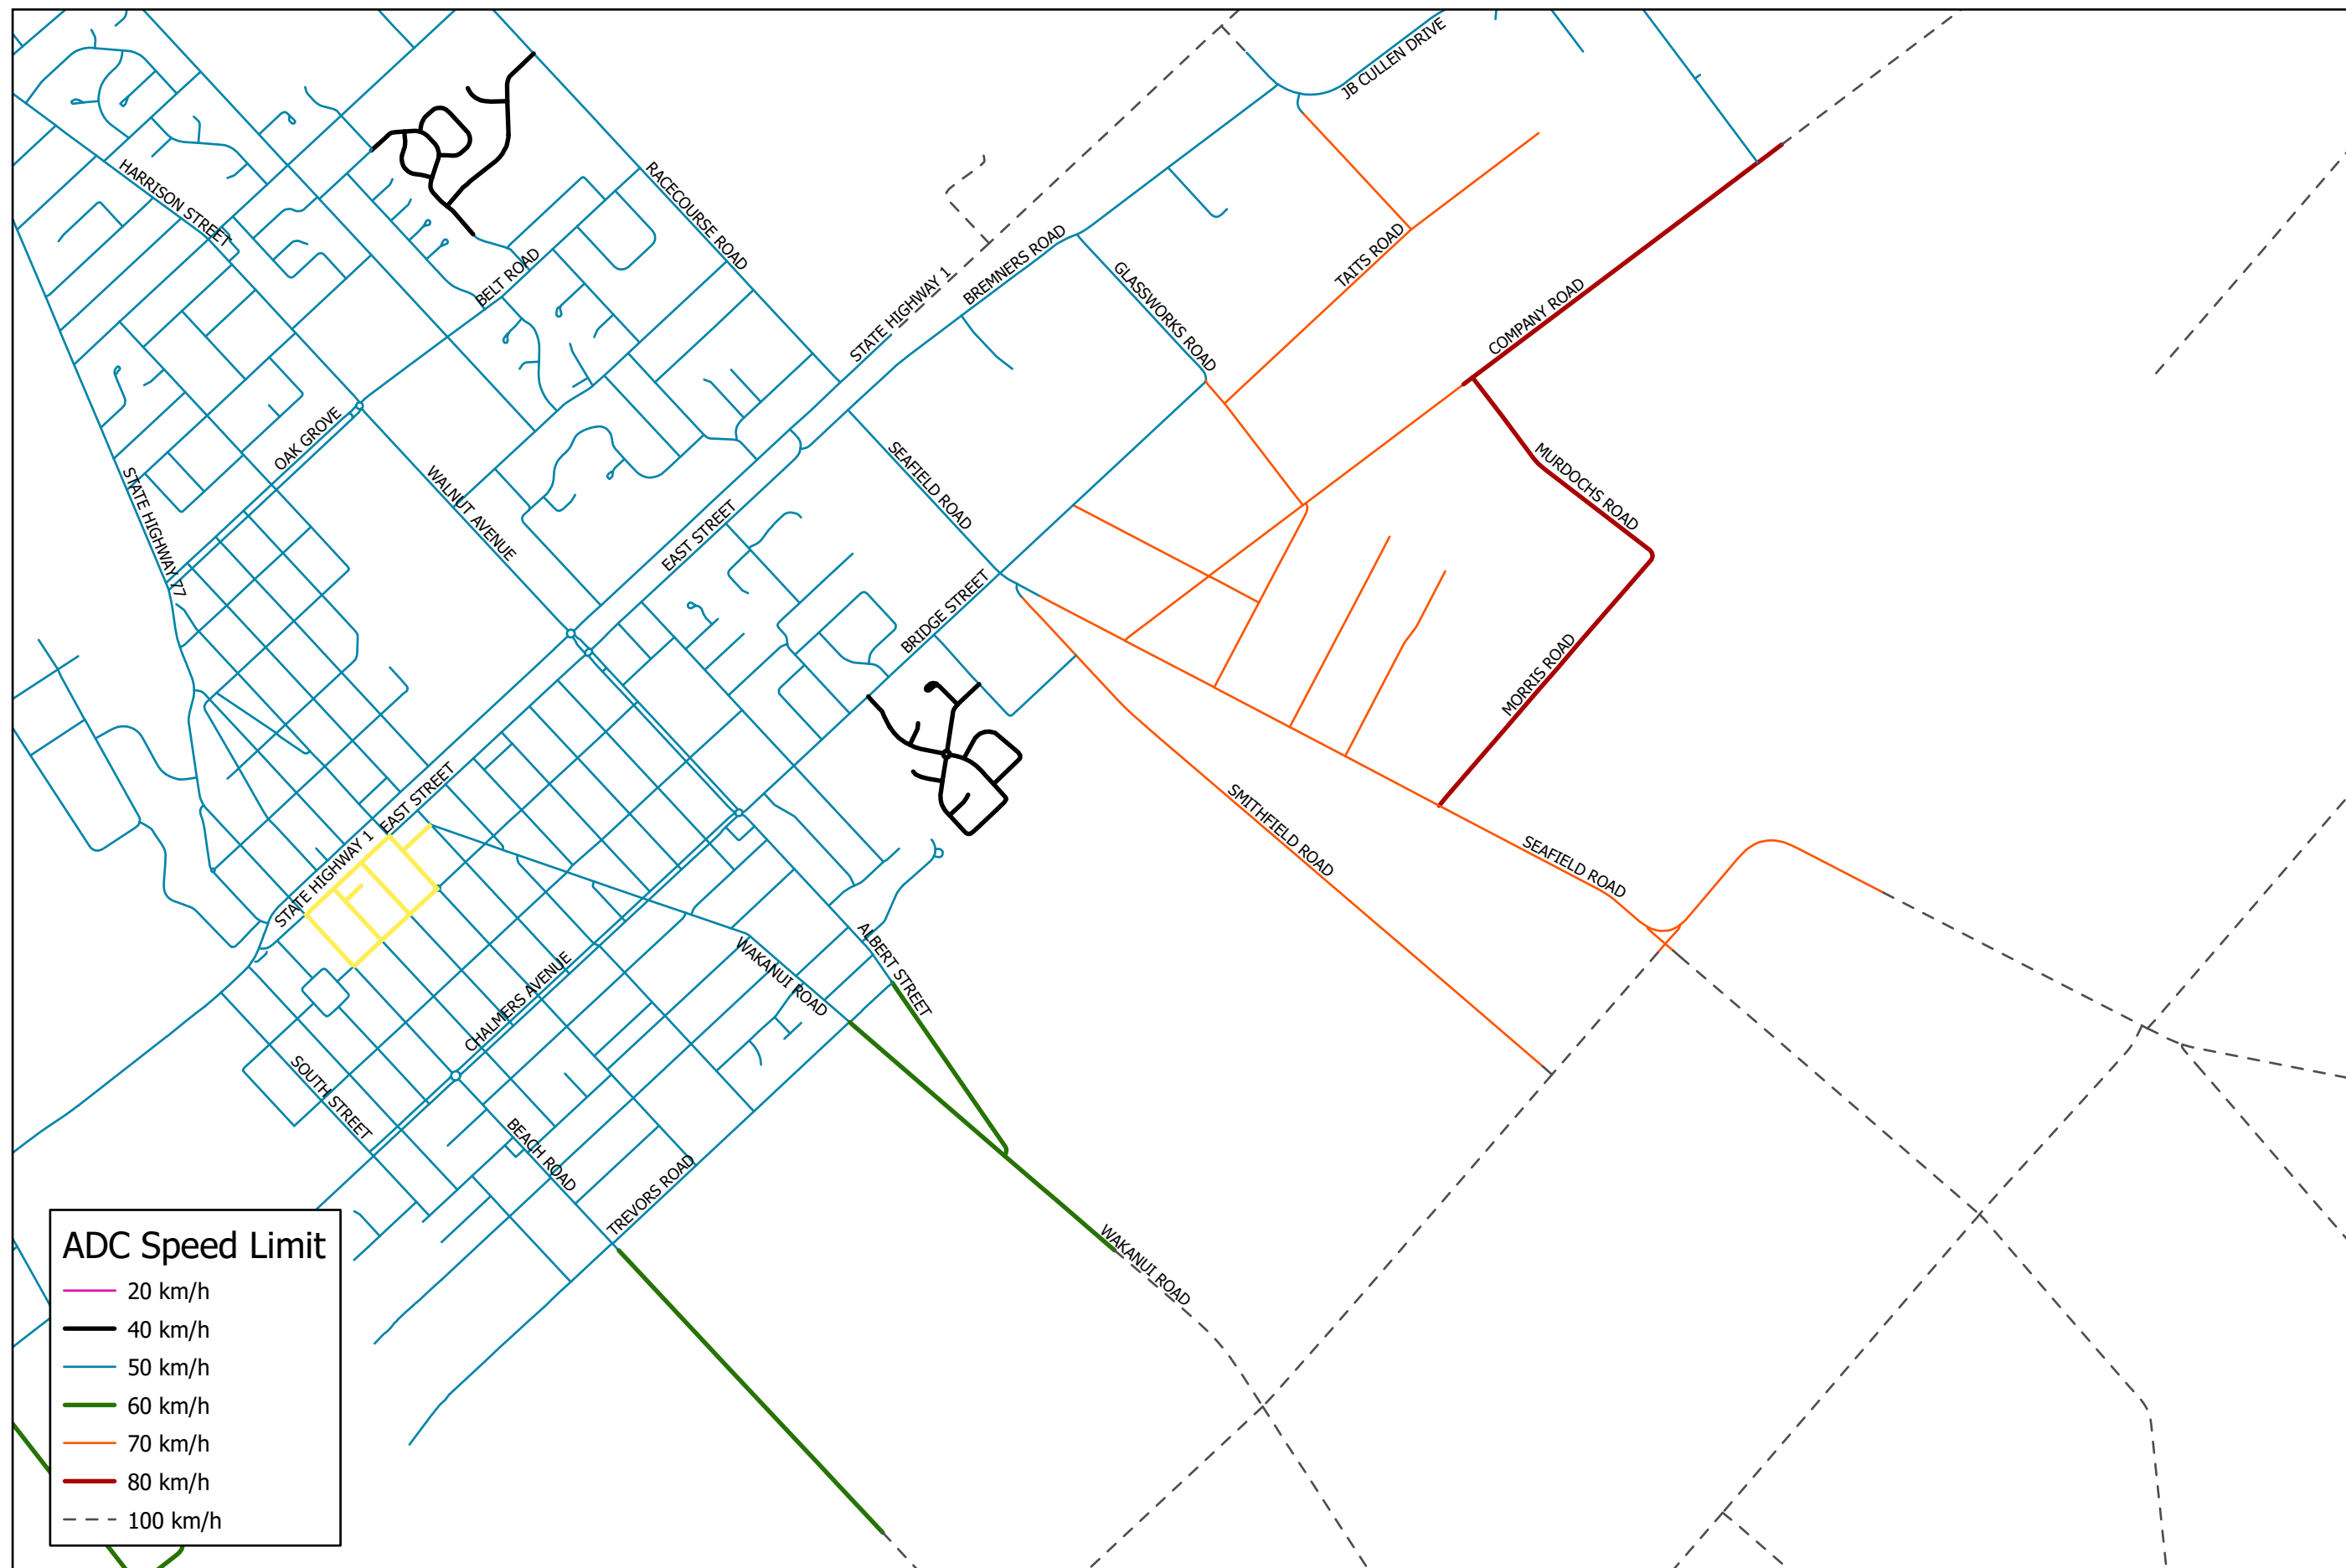 JB CULLEN DRIVE
HARRISON STREET
RACECOURSE ROAD
BELT ROAD
STATE HIGHWAY 1
BREMNERS ROAD
GLASSWORKS ROAD
TAITS ROAD
COMPANY ROAD
OAK GROVE
STATE HIGHWAY 77
WALNUT AVENUE
EAST STREET
SEAFIELD ROAD
MURDOCHS ROAD
BRIDGE STREET
MORRIS ROAD
EAST STREET
STATE HIGHWAY 1
SMITHFIELD ROAD
SEAFIELD ROAD
CHALMERS AVENUE
WAKANUI ROAD
ALBERT STREET
SOUTH STREET
BEACH ROAD
TREVORS ROAD
WAKANUI ROAD
ADC Speed Limit
20 km/h
40 km/h
50 km/h
60 km/h
70 km/h
80 km/h
100 km/h